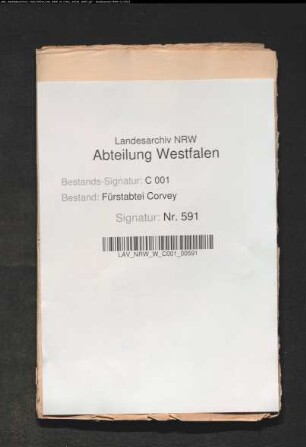 Landesarchiv NRW
Abteilung Westfalen
Bestands-Signatur: C 001
Bestand: Fürstabtei Corvey
Signatur: Nr. 591
LAV_NRW_W_C001_00591